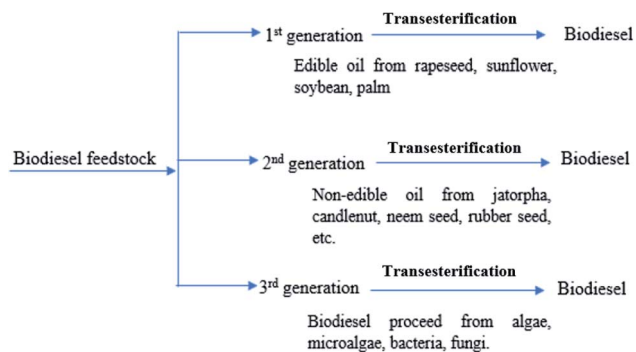 Transesterification
1st generation
Biodiesel
Edible oil from rapeseed, sunflower,
soybean, palm
Biodiesel feedstock
Transesterification
2nd generation
Biodiesel
Non-edible oil from jatorpha,
candlenut, neem seed, rubber seed,
etc.
Transesterification
3rd generation
Biodiesel
Biodiesel proceed from algae,
microalgae, bacteria, fungi.